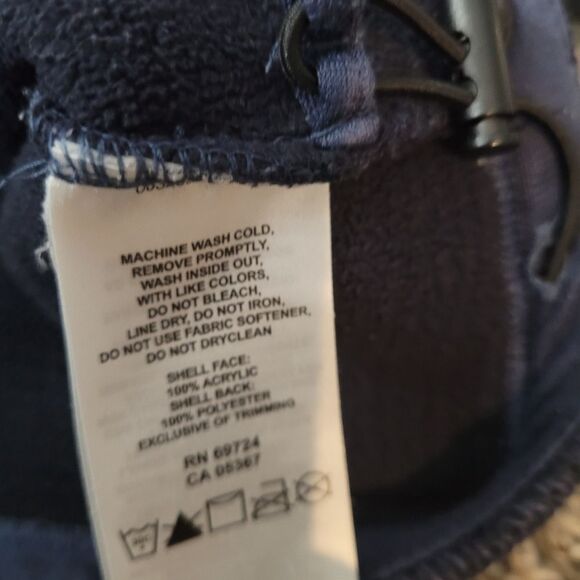 MACHINE WASH COLD,
REMOVE PROMPTLY,
WASH INSIDE OUT,
WITH LIKE COLORS,
DO NOT BLEACH,
LINE DRY, DO NOT IRON,
DO NOT USE FABRIC SOFTENER,
DO NOT DRYCLEAN
SHELL FACE:
100% ACRYLIC
SHELL BACK:
100% POLYESTER
EXCLUSIVE OF TRIMMING
RN 69724
CA 05367